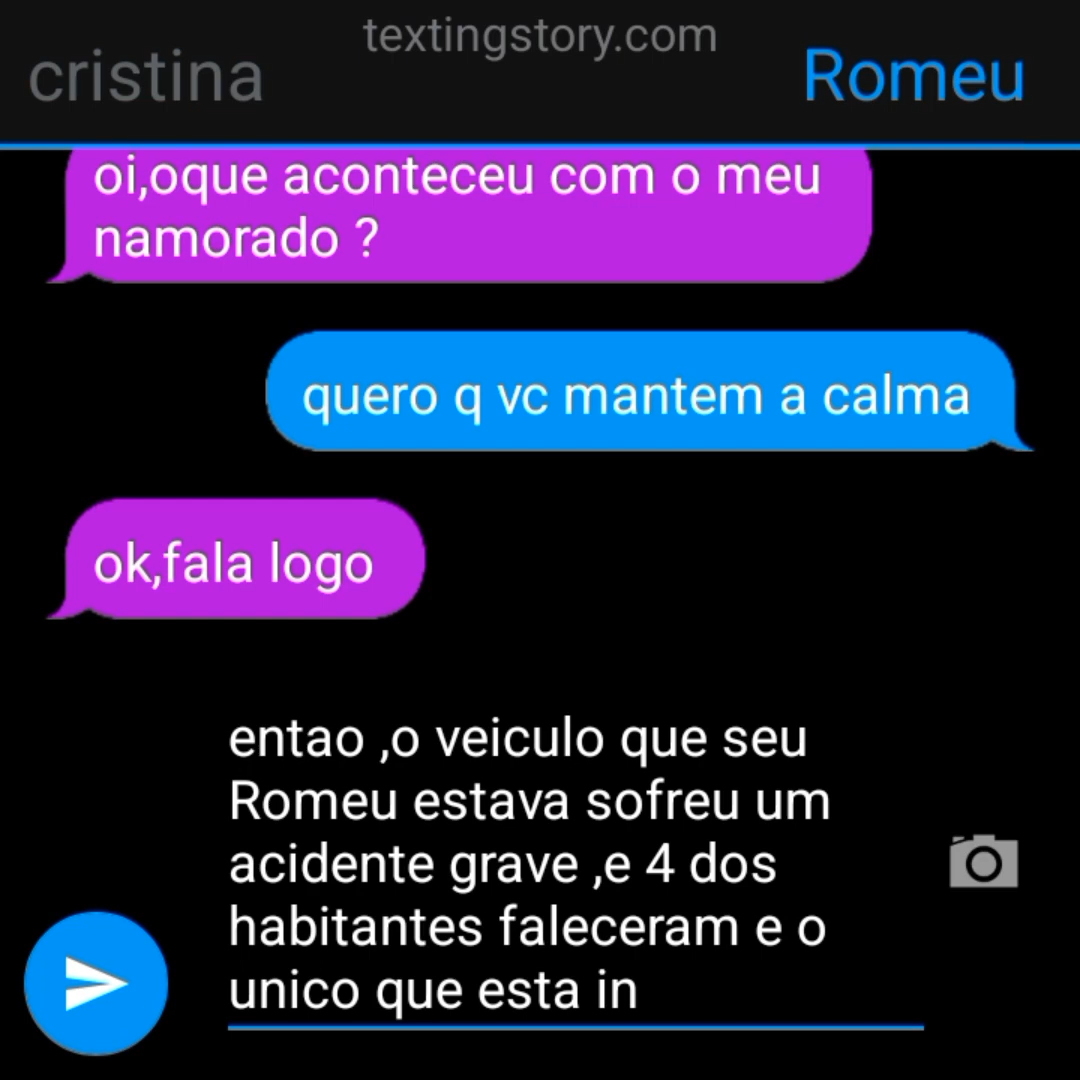 textingstory.com
cristina
Romeu
oi,oque aconteceu com o meu
namorado ?
quero q vc mantem a calma
ok,fala logo
entao ,o veiculo que seu
Romeu estava sofreu um
acidente grave ,e 4 dos
habitantes faleceram e o
unico que esta in